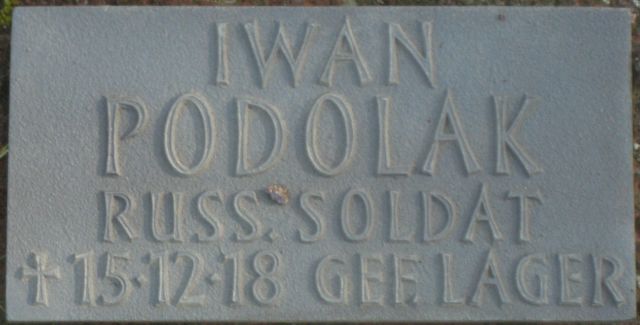 IWAN
PODOLAK
RUSS. SOLDAT
✝ 15·12·18 GEF. LAGER